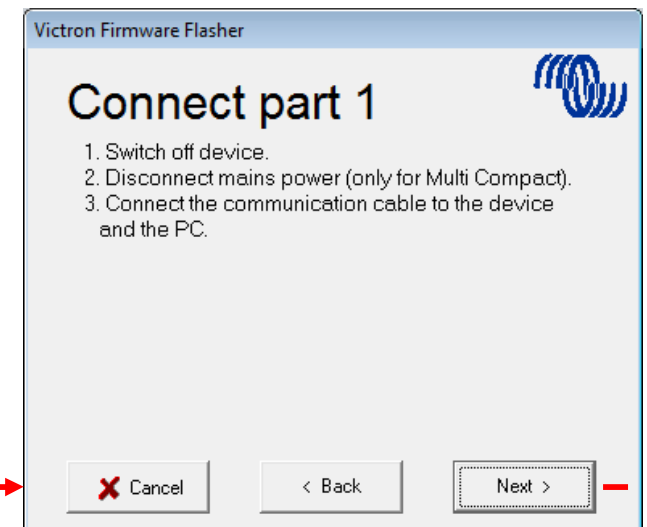 Victron Firmware Flasher
Connect part 1
1. Switch off device.
2. Disconnect mains power (only for Multi Compact).
3. Connect the communication cable to the device
and the PC.
Cancel < Back Next >